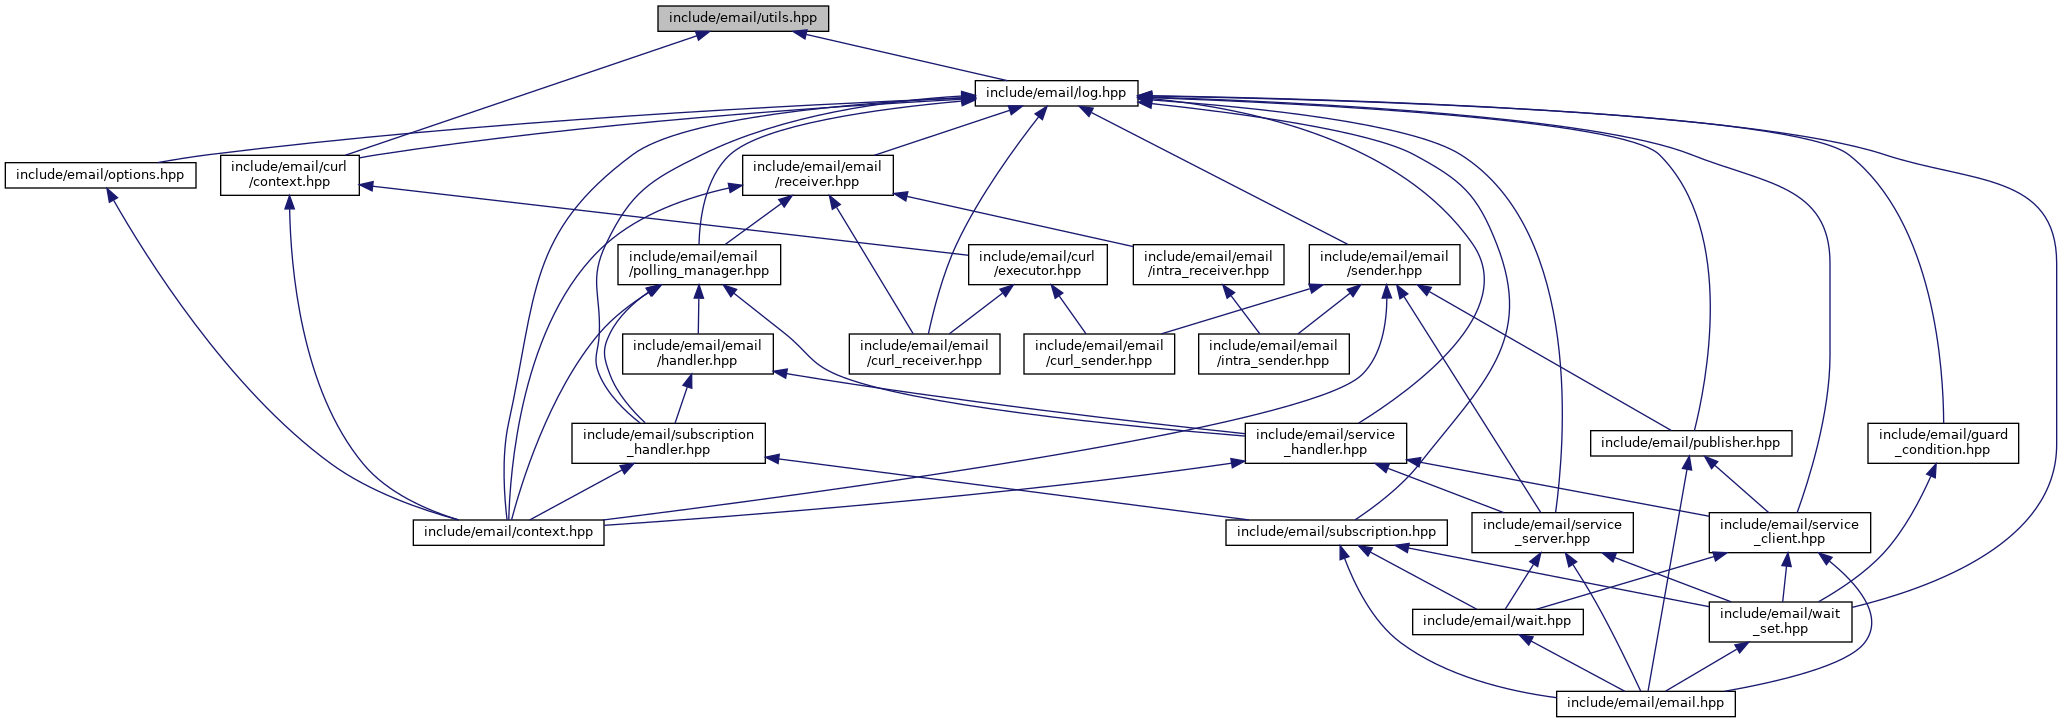 include/email/utils.hpp
include/email/log.hpp
include/email/options.hpp
include/email/curl
/context.hpp
include/email/email
/receiver.hpp
include/email/email
/polling_manager.hpp
include/email/curl
/executor.hpp
include/email/email
/intra_receiver.hpp
include/email/email
/sender.hpp
include/email/email
/handler.hpp
include/email/email
/curl_receiver.hpp
include/email/email
/curl_sender.hpp
include/email/email
/intra_sender.hpp
include/email/subscription
_handler.hpp
include/email/service
_handler.hpp
include/email/publisher.hpp
include/email/guard
_condition.hpp
include/email/context.hpp
include/email/subscription.hpp
include/email/service
_server.hpp
include/email/service
_client.hpp
include/email/wait.hpp
include/email/wait
_set.hpp
include/email/email.hpp